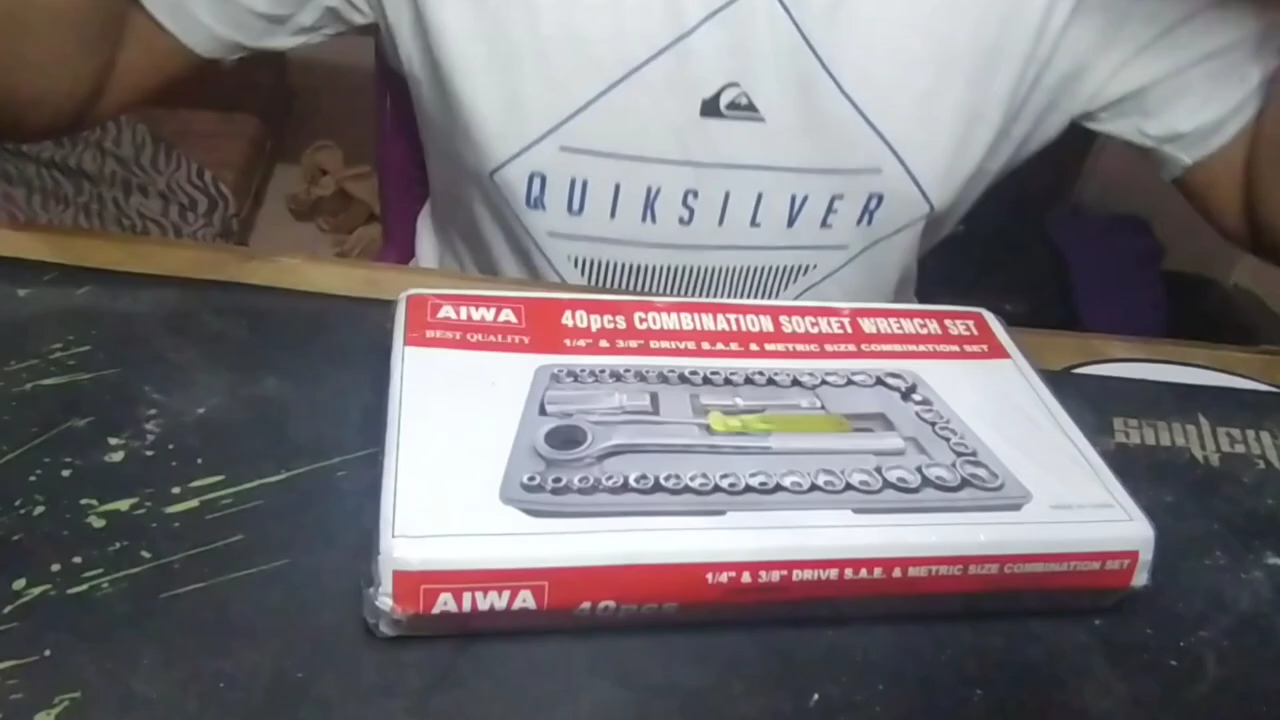 QUIKSILVER
AIWA
BEST QUALITY
40pcs COMBINATION SOCKET WRENCH SET
1/4" & 3/8" DRIVE S.A.E. & METRIC SIZE COMBINATION SET
1/4" & 3/8" DRIVE S.A.E. & METRIC SIZE COMBINATION SET
AIWA
40pcs